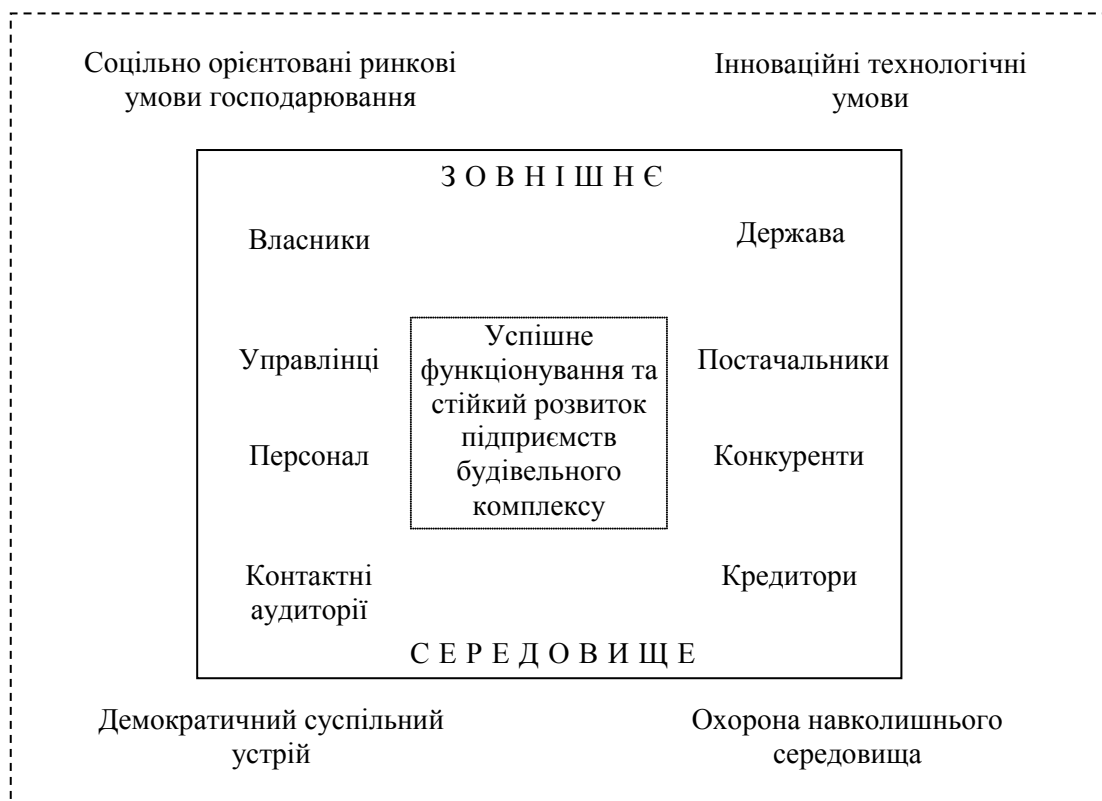 Соцільно орієнтовані ринкові
умови господарювання
Інноваційні технологічні
умови
З О В Н І Ш Н Є
Власники
Держава
Управлінці
Успішне
функціонування та
стійкий розвиток
підприємств
будівельного
комплексу
Постачальники
Персонал
Конкуренти
Контактні
аудиторії
Кредитори
С Е Р Е Д О В И Щ Е
Демократичний суспільний
устрій
Охорона навколишнього
середовища